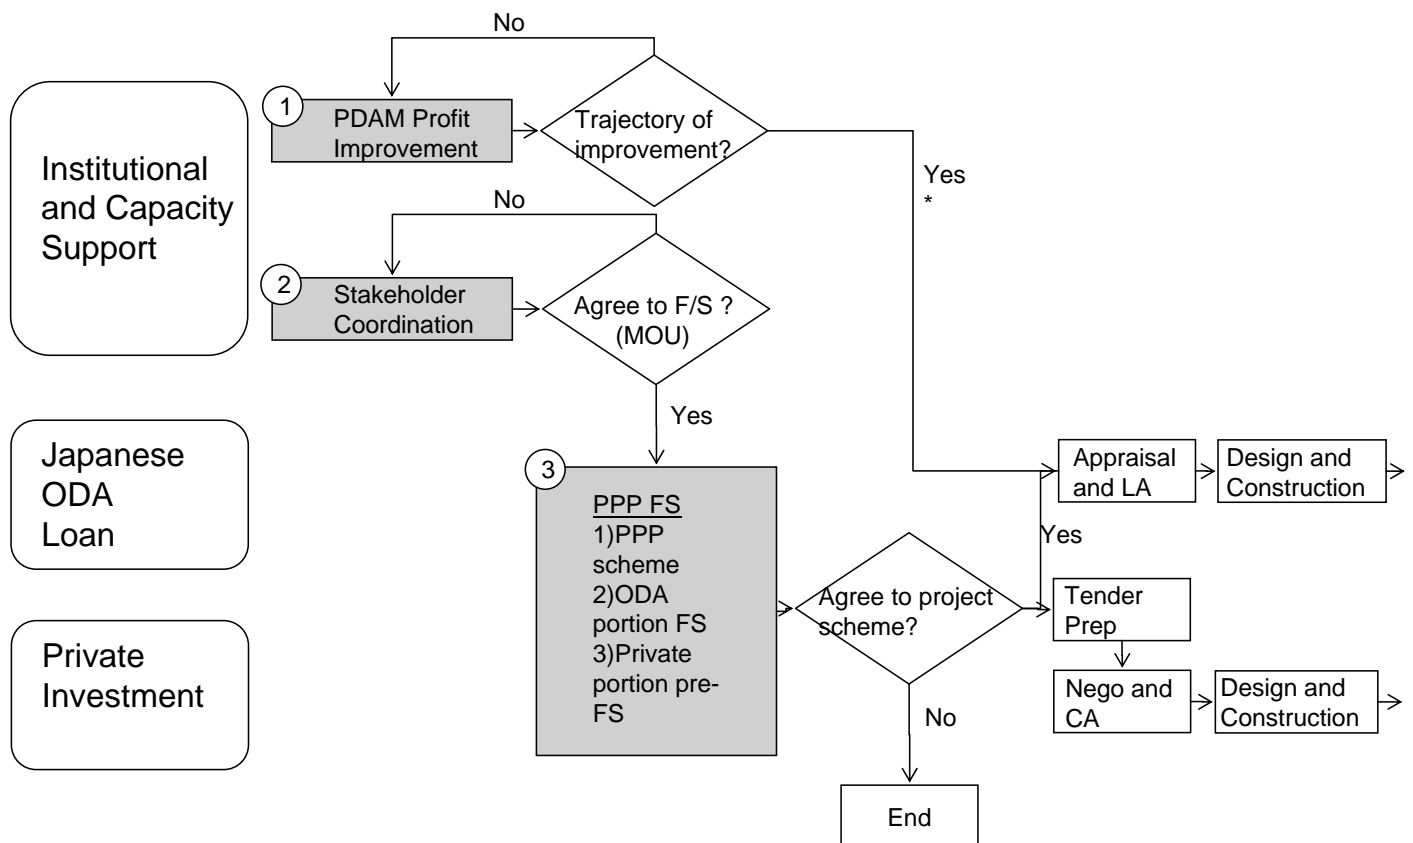 No
1
PDAM Profit
Improvement
Trajectory of
improvement?
Yes
*
Institutional
and Capacity
Support
No
2
Stakeholder
Coordination
Agree to F/S ?
(MOU)
Yes
Japanese
ODA
Loan
3
PPP FS
1)PPP
scheme
2)ODA
portion FS
3)Private
portion pre-
FS
Appraisal
and LA
Design and
Construction
Yes
Agree to project
scheme?
Tender
Prep
Private
Investment
Nego and
CA
Design and
Construction
No
End